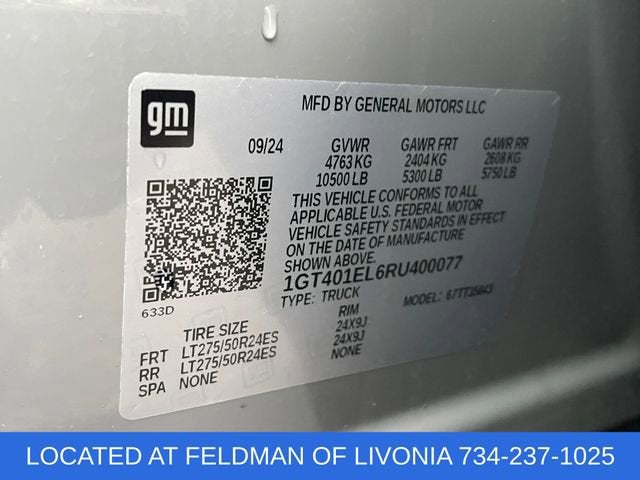 gm
MFD BY GENERAL MOTORS LLC
09/24 GVWR GAWR FRT GAWR RR
4763 KG 2404 KG 2608 KG
10500 LB 5300 LB 5750 LB
THIS VEHICLE CONFORMS TO ALL
APPLICABLE U.S. FEDERAL MOTOR
VEHICLE SAFETY STANDARDS IN EFFECT
ON THE DATE OF MANUFACTURE
SHOWN ABOVE.
1GT401EL6RU400077
TYPE: TRUCK MODEL: 67TT35843
633D
TIRE SIZE RIM
FRT LT275/50R24ES 24X9J
RR LT275/50R24ES 24X9J
SPA NONE NONE
LOCATED AT FELDMAN OF LIVONIA 734-237-1025